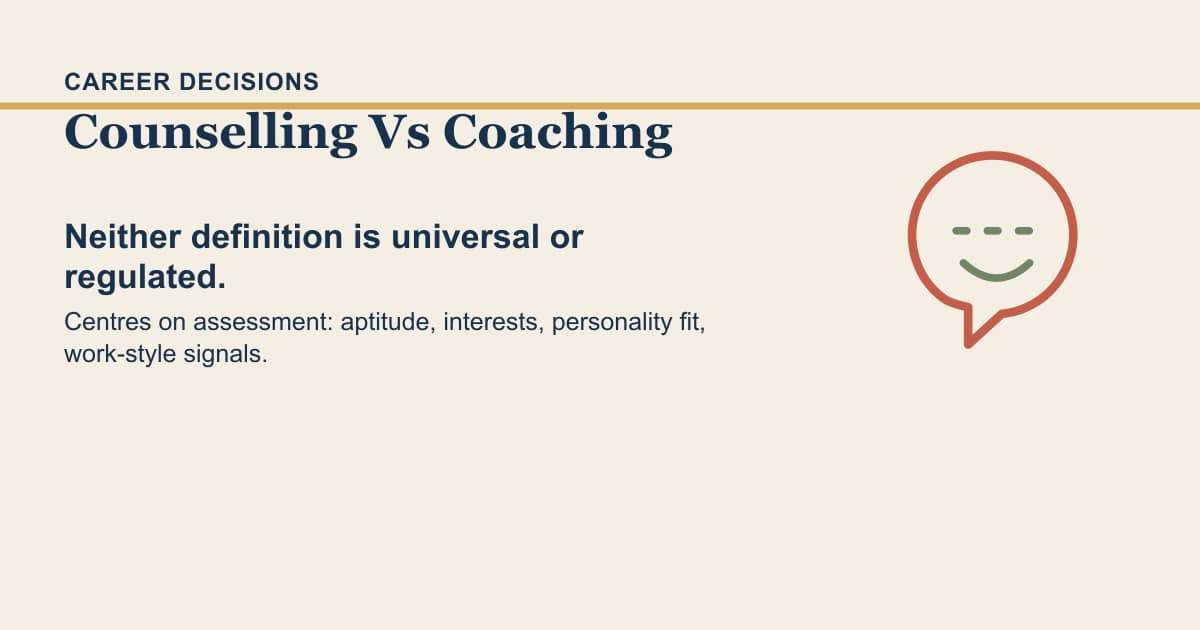 CAREER DECISIONS
Counselling Vs Coaching
Neither definition is universal or
regulated.
Centres on assessment: aptitude, interests, personality fit,
work-style signals.